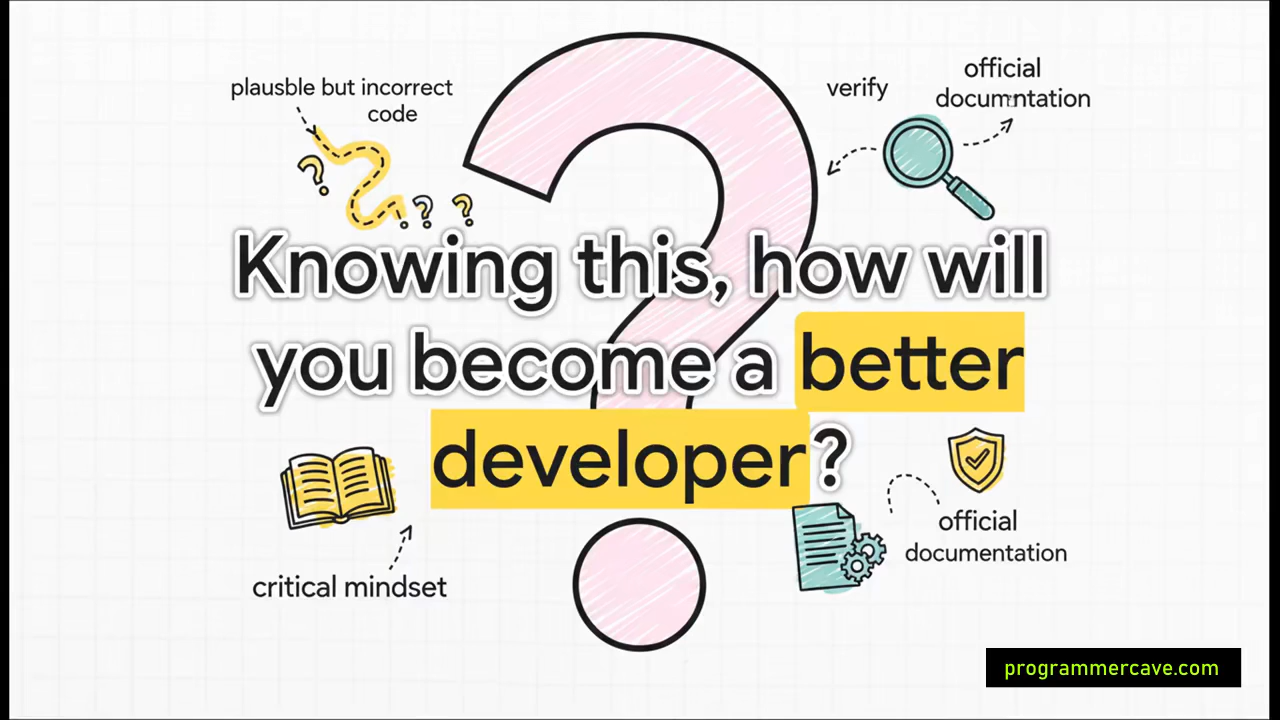 plausble but incorrect
code
verify
official
documntation
Knowing this, how will
you become a better
developer?
critical mindset
official
documentation
programmercave.com